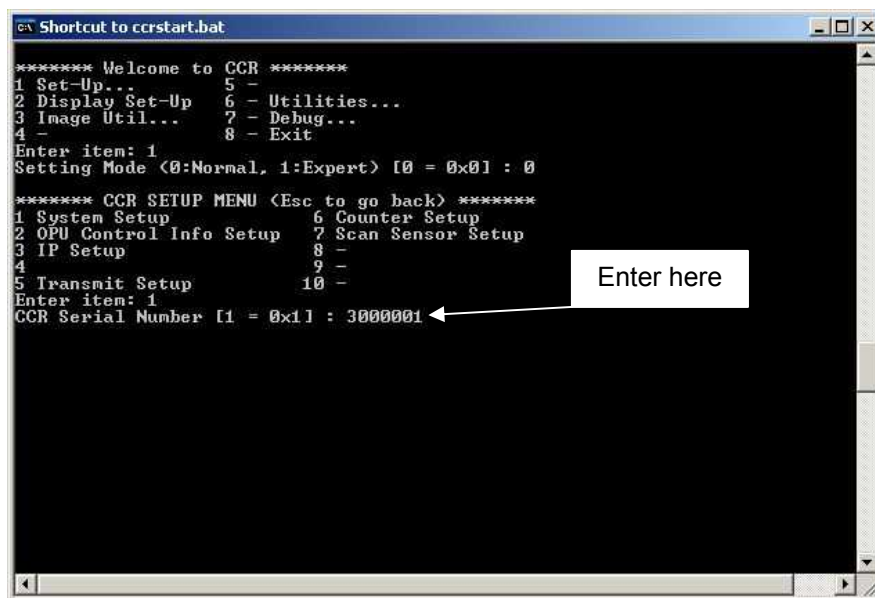 Shortcut to ccrstart.bat
******* Welcome to CCR *******
1 Set-Up... 5 -
2 Display Set-Up 6 - Utilities...
3 Image Util... 7 - Debug...
4 - 8 - Exit
Enter item: 1
Setting Mode (0:Normal, 1:Expert) [0 = 0x0] : 0
******* CCR SETUP MENU (Esc to go back) *******
1 System Setup 6 Counter Setup
2 OPU Control Info Setup 7 Scan Sensor Setup
3 IP Setup 8 -
4 9 -
5 Transmit Setup 10 -
Enter item: 1
CCR Serial Number [1 = 0x1] : 3000001
Enter here